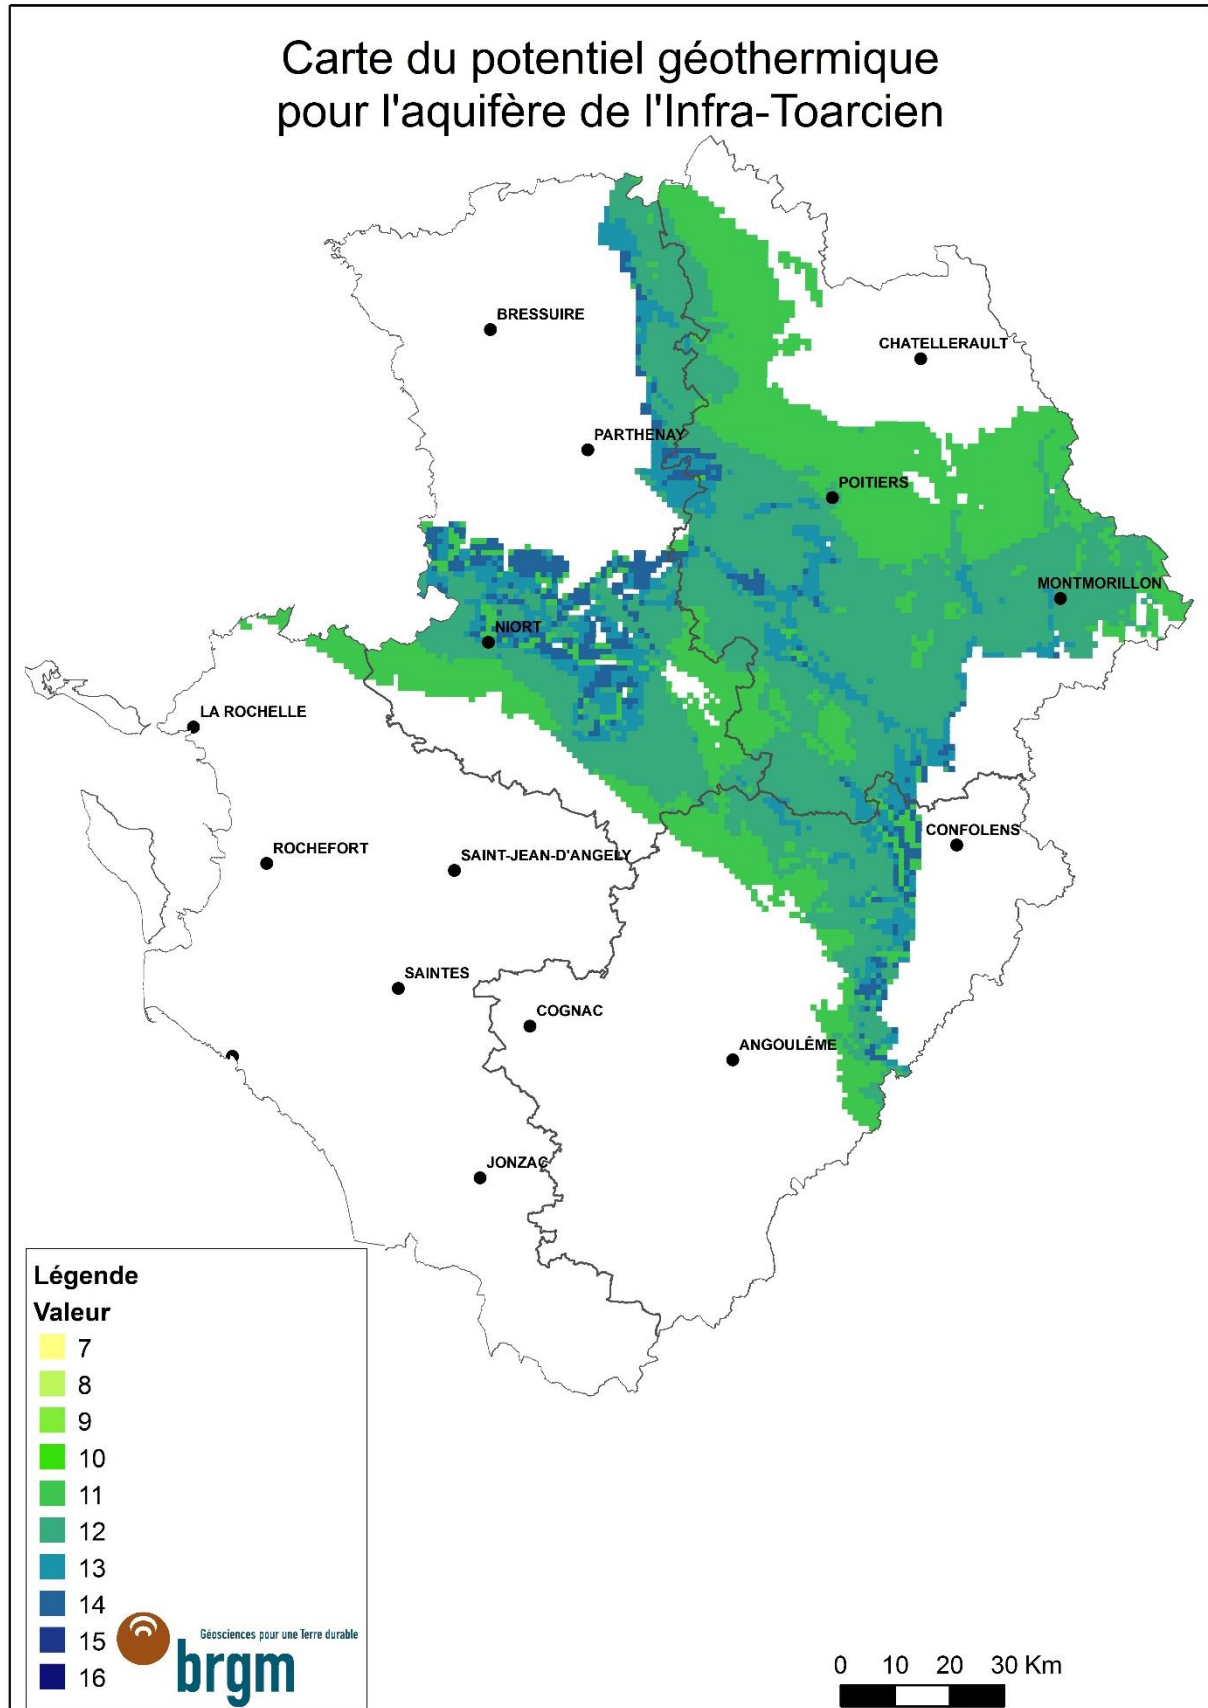 Carte du potentiel géothermique
pour l'aquifère de l'Infra-Toarcien
BRESSUIRE
CHATELLERAULT
PARTHENAY
POITIERS
MONTMORILLON
NIORT
LA ROCHELLE
CONFOLENS
ROCHEFORT
SAINT-JEAN-D'ANGELY
SAINTES
COGNAC
ANGOULÊME
JONZAC
Légende
Valeur
7
8
9
10
11
12
13
14
15
16
Géosciences pour une Terre durable
brgm
0 10 20 30 Km